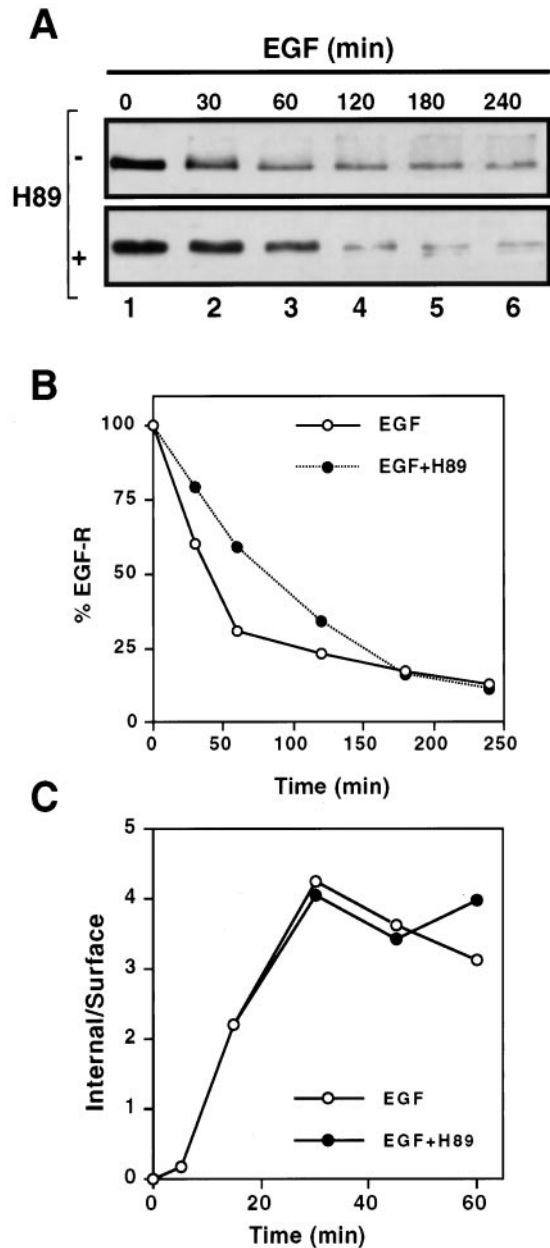 A
EGF (min)
0 30 60 120 180 240
H89
-
+
1 2 3 4 5 6
B
EGF
EGF+H89
% EGF-R
100
75
50
25
0
0 50 100 150 200 250
Time (min)
C
Internal/Surface
5
4
3
2
1
0
EGF
EGF+H89
0 20 40 60
Time (min)